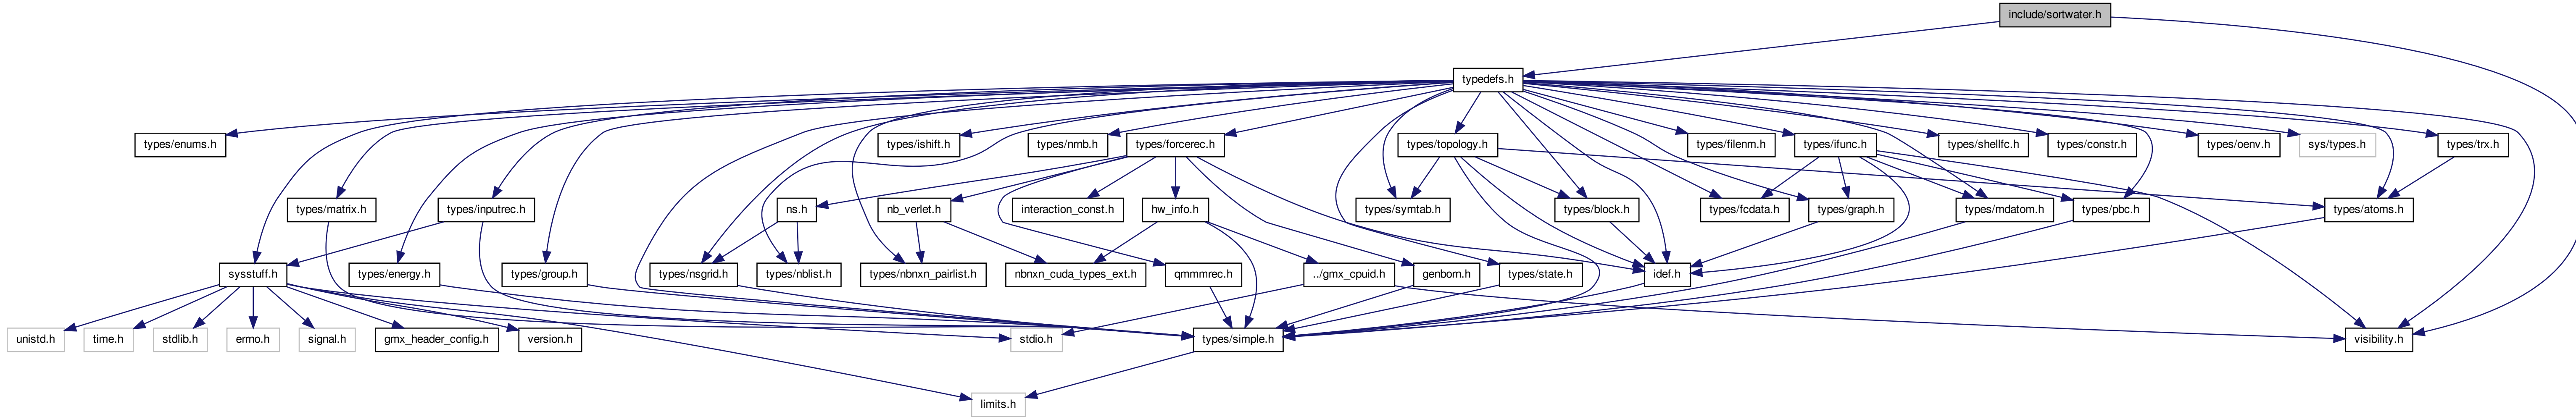 include/sortwater.h
typedefs.h
types/enums.h
types/ishift.h
types/nrnb.h
types/forcerec.h
types/topology.h
types/filenm.h
types/ifunc.h
types/shellfc.h
types/constr.h
types/oenv.h
sys/types.h
types/trx.h
types/matrix.h
types/inputrec.h
ns.h
nb_verlet.h
interaction_const.h
hw_info.h
types/symtab.h
types/block.h
types/fcdata.h
types/graph.h
types/mdatom.h
types/pbc.h
types/atoms.h
sysstuff.h
types/energy.h
types/group.h
types/nsgrid.h
types/nblist.h
types/nbnxn_pairlist.h
nbnxn_cuda_types_ext.h
qmmmrec.h
../gmx_cpuid.h
genborn.h
types/state.h
idef.h
unistd.h
time.h
stdlib.h
errno.h
signal.h
gmx_header_config.h
version.h
stdio.h
types/simple.h
visibility.h
limits.h